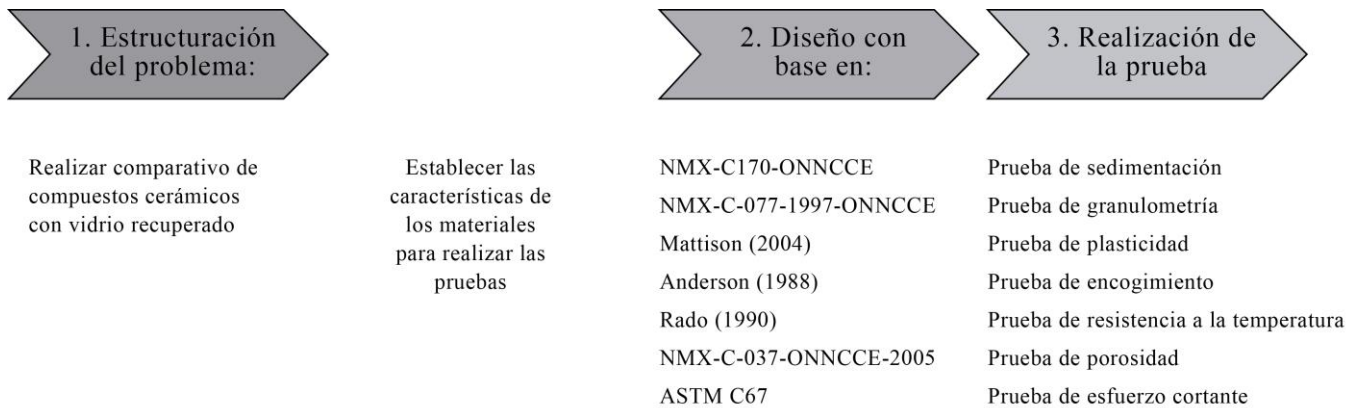 1. Estructuración
del problema:
2. Diseño con
base en:
3. Realización de
la prueba
Realizar comparativo de
compuestos cerámicos
con vidrio recuperado
Establecer las
características de
los materiales
para realizar las
pruebas
NMX-C170-ONNCCE
NMX-C-077-1997-ONNCCE
Mattison (2004)
Anderson (1988)
Rado (1990)
NMX-C-037-ONNCCE-2005
ASTM C67
Prueba de sedimentación
Prueba de granulometría
Prueba de plasticidad
Prueba de encogimiento
Prueba de resistencia a la temperatura
Prueba de porosidad
Prueba de esfuerzo cortante